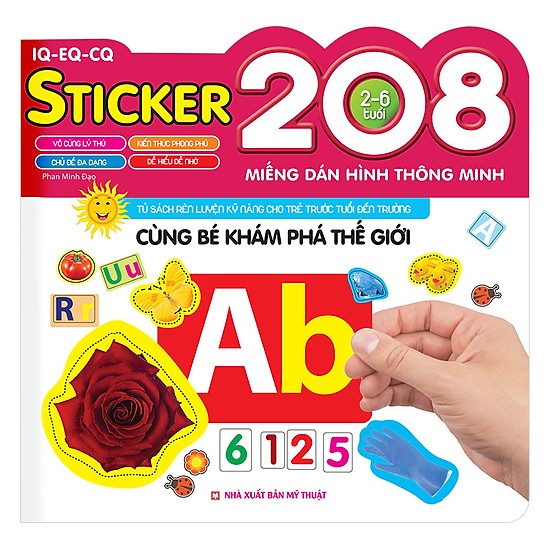 IQ-EQ-CQ
STICKER
208
2-6
tuổi
VÔ CÙNG LÝ THÚ
KIẾN THỨC PHONG PHÚ
CHỦ ĐỀ ĐA DẠNG
DỄ HIỂU DỄ NHỚ
Phan Minh Đạo
MIẾNG DÁN HÌNH THÔNG MINH
TỦ SÁCH RÈN LUYỆN KỸ NĂNG CHO TRẺ TRƯỚC TUỔI ĐẾN TRƯỜNG
CÙNG BÉ KHÁM PHÁ THẾ GIỚI
A
Uu
Rr
Ab
6 1 2 5
NHÀ XUẤT BẢN MỸ THUẬT